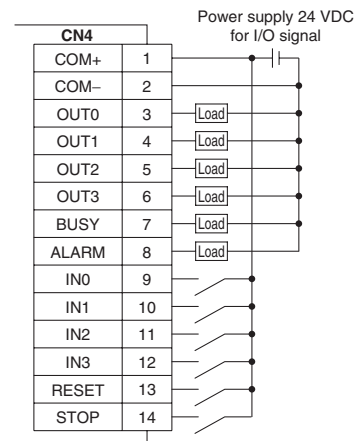 Power supply 24 VDC
for I/O signal
CN4
COM+ 1
COM− 2
OUT0 3 Load
OUT1 4 Load
OUT2 5 Load
OUT3 6 Load
BUSY 7 Load
ALARM 8 Load
IN0 9
IN1 10
IN2 11
IN3 12
RESET 13
STOP 14